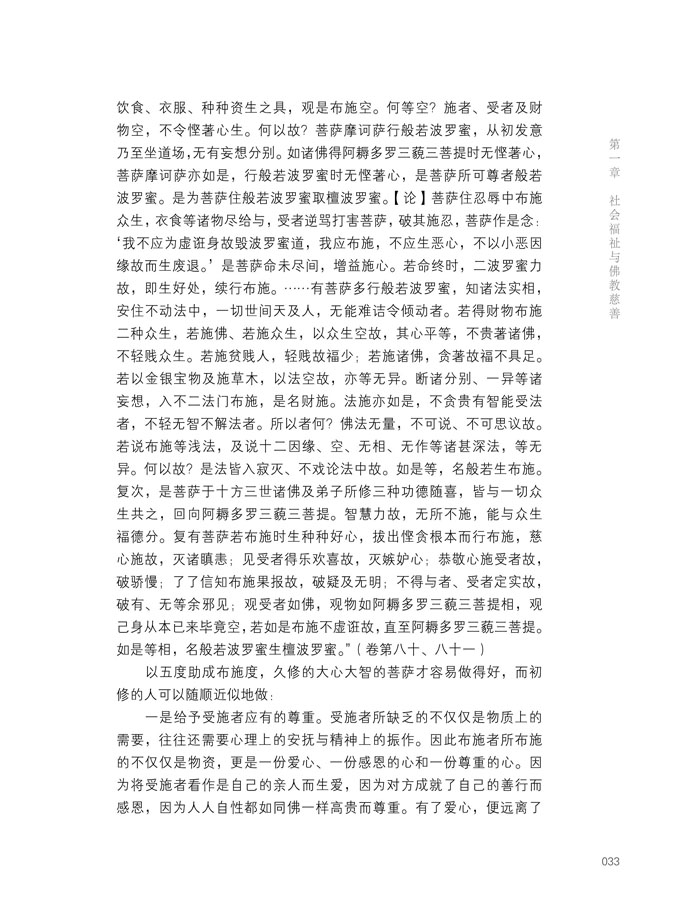 饮食、衣服、种种资生之具，观是布施空。何等空？施者、受者及财
物空，不令悭著心生。何以故？菩萨摩诃萨行般若波罗蜜，从初发意
乃至坐道场，无有妄想分别。如诸佛得阿耨多罗三藐三菩提时无悭著心，
菩萨摩诃萨亦如是，行般若波罗蜜时无悭著心，是菩萨所可尊者般若
波罗蜜。是为菩萨住般若波罗蜜取檀波罗蜜。【论】菩萨住忍辱中布施
众生，衣食等诸物尽给与，受者逆骂打害菩萨，破其施忍，菩萨作是念：
‘我不应为虚诳身故毁波罗蜜道，我应布施，不应生恶心，不以小恶因
缘故而生废退。’是菩萨命未尽间，增益施心。若命终时，二波罗蜜力
故，即生好处，续行布施。……有菩萨多行般若波罗蜜，知诸法实相，
安住不动法中，一切世间天及人，无能难诘令倾动者。若得财物布施
二种众生，若施佛、若施众生，以众生空故，其心平等，不贵著诸佛，
不轻贱众生。若施贫贱人，轻贱故福少；若施诸佛，贪著故福不具足。
若以金银宝物及施草木，以法空故，亦等无异。断诸分别、一异等诸
妄想，入不二法门布施，是名财施。法施亦如是，不贪贵有智能受法
者，不轻无智不解法者。所以者何？佛法无量，不可说、不可思议故。
若说布施等浅法，及说十二因缘、空、无相、无作等诸甚深法，等无
异。何以故？是法皆入寂灭、不戏论法中故。如是等，名般若生布施。
复次，是菩萨于十方三世诸佛及弟子所修三种功德随喜，皆与一切众
生共之，回向阿耨多罗三藐三菩提。智慧力故，无所不施，能与众生
福德分。复有菩萨若布施时生种种好心，拔出悭贪根本而行布施，慈
心施故，灭诸瞋恚；见受者得乐欢喜故，灭嫉妒心；恭敬心施受者故，
破骄慢；了了信知布施果报故，破疑及无明；不得与者、受者定实故，
破有、无等余邪见；观受者如佛，观物如阿耨多罗三藐三菩提相，观
己身从本已来毕竟空，若如是布施不虚诳故，直至阿耨多罗三藐三菩提。
如是等相，名般若波罗蜜生檀波罗蜜。”（卷第八十、八十一）
以五度助成布施度，久修的大心大智的菩萨才容易做得好，而初
修的人可以随顺近似地做：
一是给予受施者应有的尊重。受施者所缺乏的不仅仅是物质上的
需要，往往还需要心理上的安抚与精神上的振作。因此布施者所布施
的不仅仅是物资，更是一份爱心、一份感恩的心和一份尊重的心。因
为将受施者看作是自己的亲人而生爱，因为对方成就了自己的善行而
感恩，因为人人自性都如同佛一样高贵而尊重。有了爱心，便远离了
第一章 社会福祉与佛教慈善
033